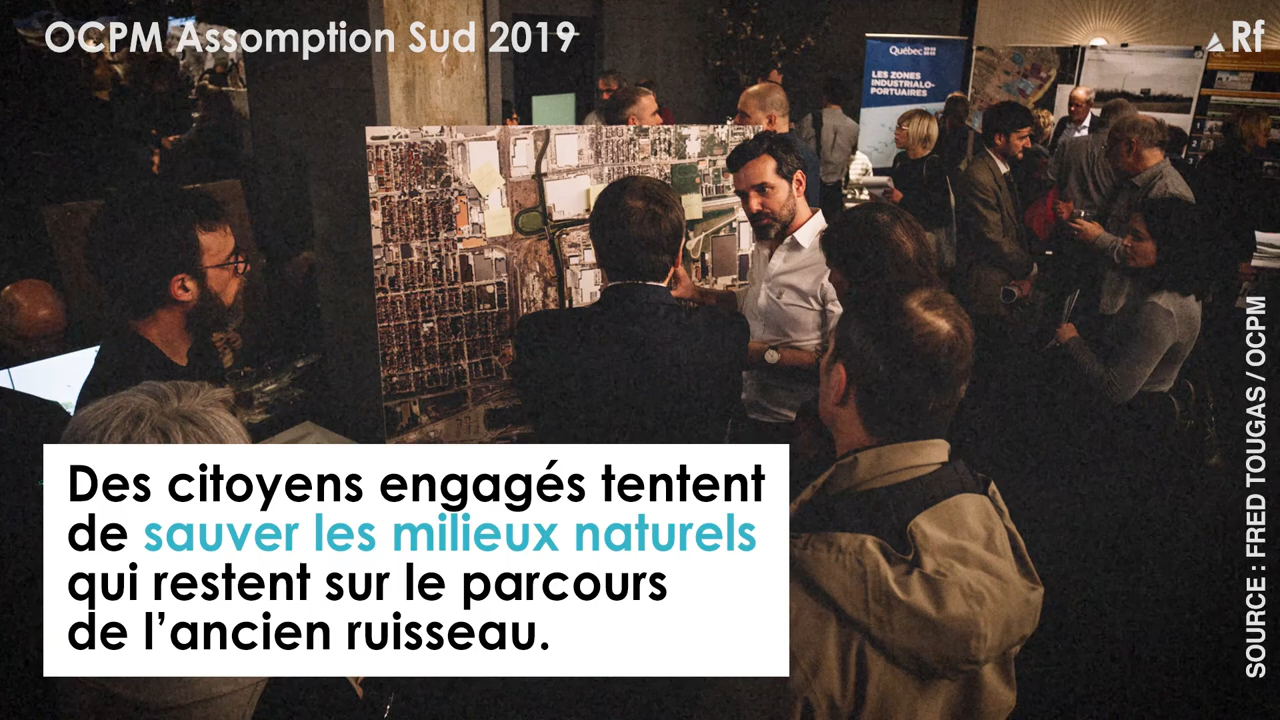 OCPM Assomption Sud 2019
Rf
Québec
LES ZONES
INDUSTRIALO-
PORTUAIRES
Des citoyens engagés tentent
de sauver les milieux naturels
qui restent sur le parcours
de l’ancien ruisseau.
SOURCE : FRED TOUGAS / OCPM